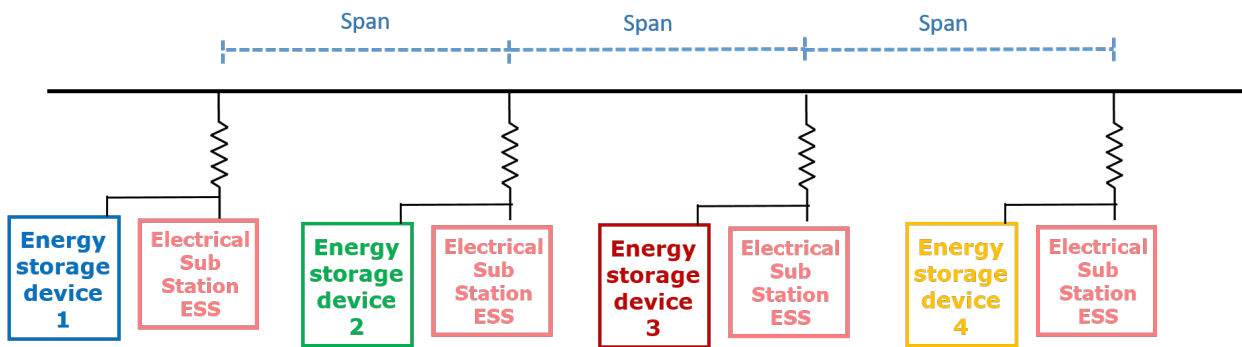 Span
Span
Span
Energy
storage
device
1
Electrical
Sub
Station
ESS
Energy
storage
device
2
Electrical
Sub
Station
ESS
Energy
storage
device
3
Electrical
Sub
Station
ESS
Energy
storage
device
4
Electrical
Sub
Station
ESS